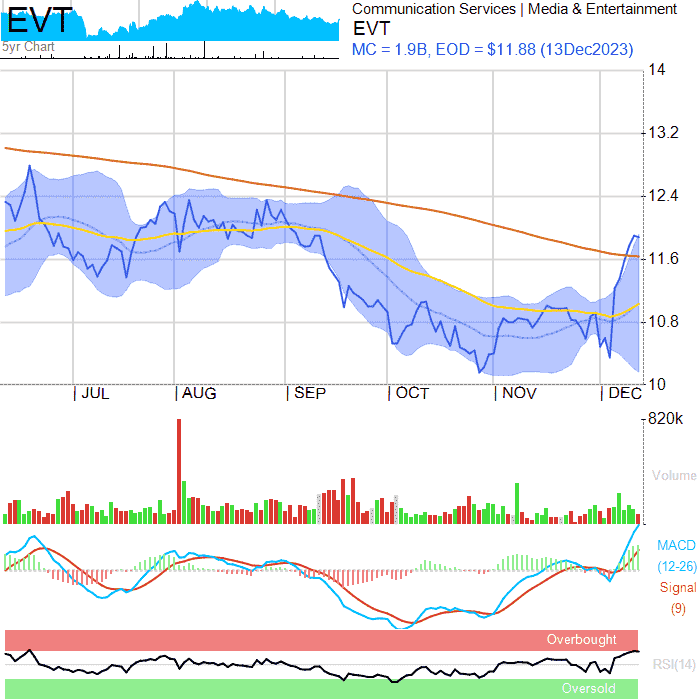 EVT
5yr Chart
Communication Services | Media & Entertainment
EVT
MC = 1.9B, EOD = $11.88 (13Dec2023)
14
13.2
12.4
11.6
10.8
10
JUL
AUG
SEP
OCT
NOV
DEC
820k
Volume
MACD
(12-26)
Signal
(9)
Overbought
RSI(14)
Oversold